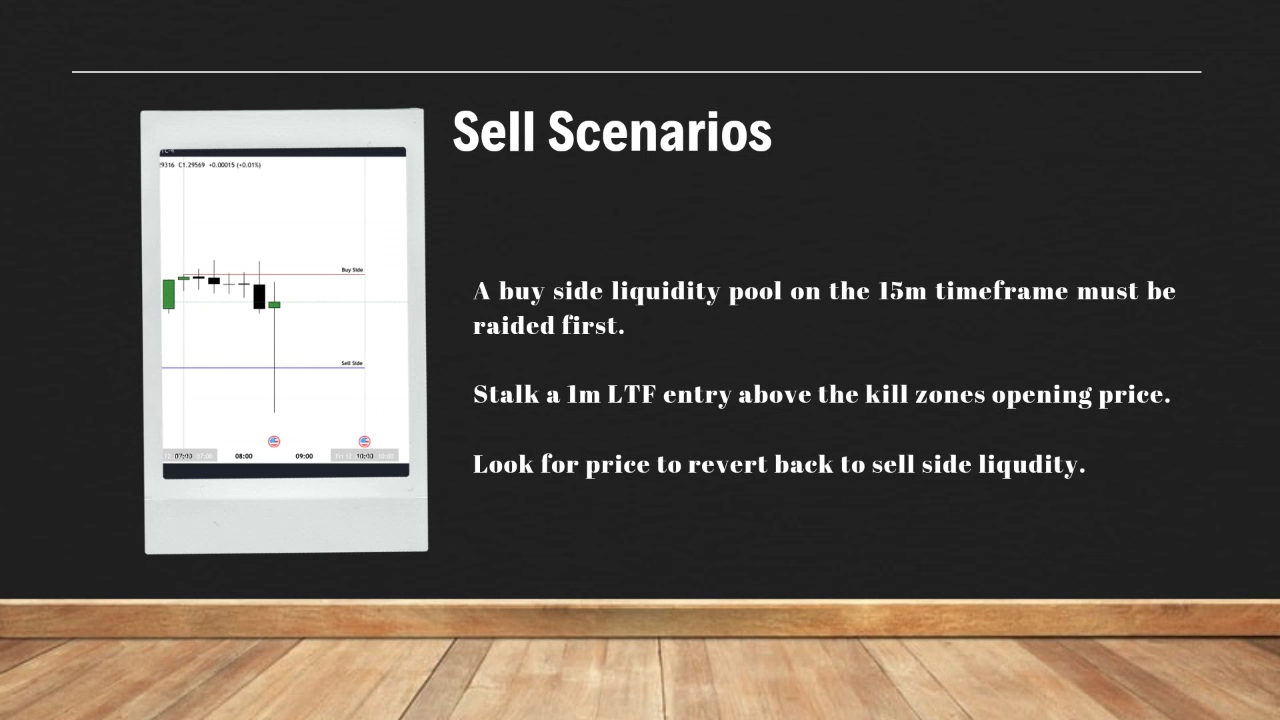 Sell Scenarios
9316 C1.29569 +0.00015 (+0.01%)
Buy Side
Sell Side
08:00
09:00
A buy side liquidity pool on the 15m timeframe must be
raided first.
Stalk a 1m LTF entry above the kill zones opening price.
Look for price to revert back to sell side liqudity.